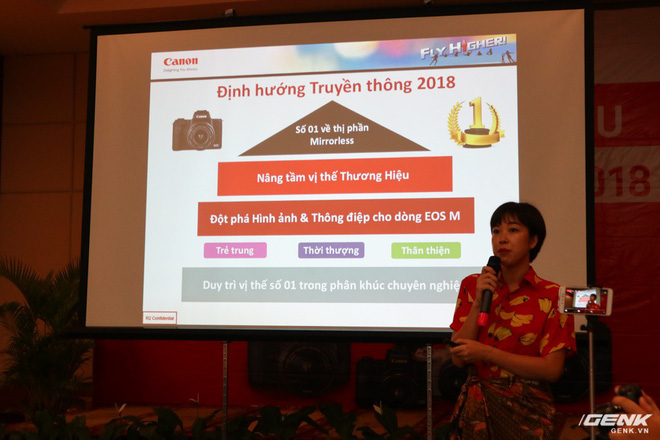 Canon
Delighting You Always
FLY HIGHER!
Định hướng Truyền thông 2018
Số 01 về thị phần
Mirrorless
1
Nâng tầm vị thế Thương Hiệu
Đột phá Hình ảnh & Thông điệp cho dòng EOS M
Trẻ trung
Thời thượng
Thân thiện
Duy trì vị thế số 01 trong phân khúc chuyên nghiệ
Confidential
U
2018
GENK
GENK.VN